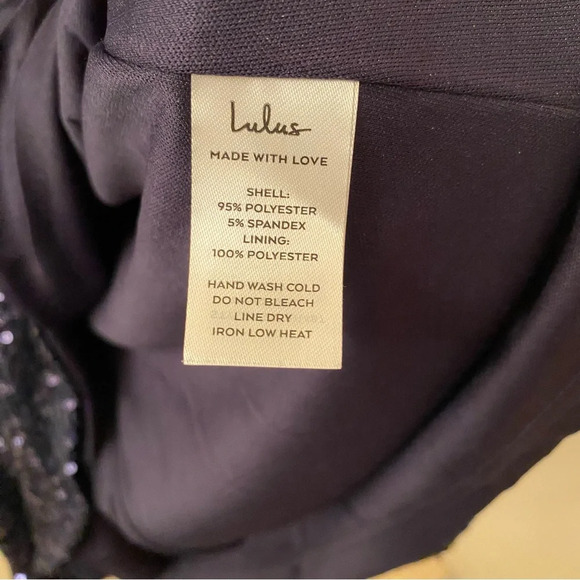 Lulus
MADE WITH LOVE
SHELL:
95% POLYESTER
5% SPANDEX
LINING:
100% POLYESTER
HAND WASH COLD
DO NOT BLEACH
LINE DRY
IRON LOW HEAT